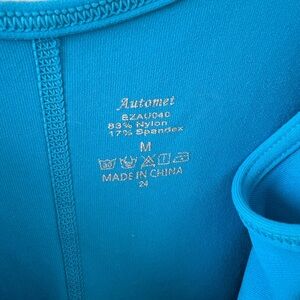 Automet
BZAU040
83% Nylon
17% Spandex
M
MADE IN CHINA
24